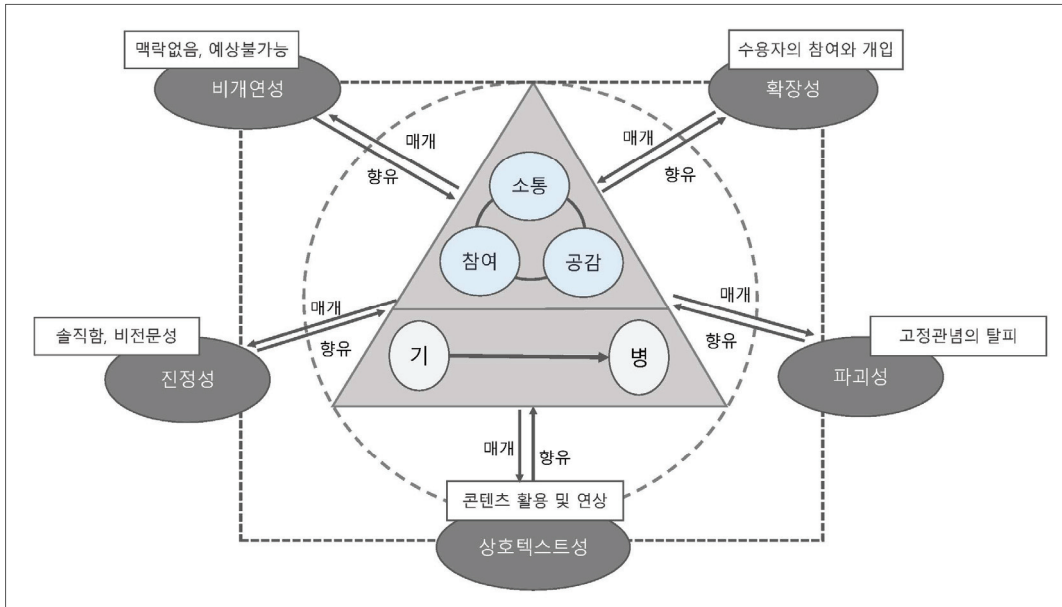 맥락없음, 예상불가능
비개연성
수용자의 참여와 개입
확장성
매개
향유
매개
향유
소통
참여
공감
매개
향유
솔직함, 비전문성
진정성
매개
향유
고정관념의 탈피
파괴성
기
병
매개
향유
콘텐츠 활용 및 연상
상호텍스트성